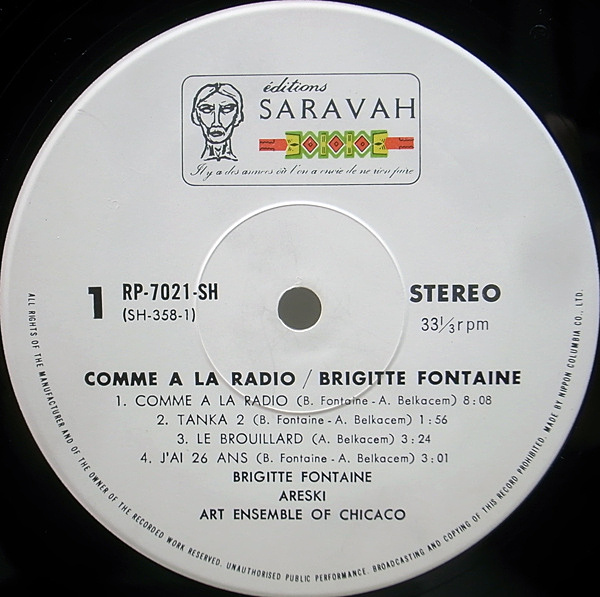 éditions
SARAVAH
Il y a des années où l'on a envie de ne rien faire
1
RP-7021-SH
(SH-358-1)
STEREO
33⅓rpm
COMME A LA RADIO / BRIGITTE FONTAINE
1. COMME A LA RADIO (B. Fontaine - A. Belkacem) 8:08
2. TANKA 2 (B. Fontaine - A. Belkacem) 1:56
3. LE BROUILLARD (A. Belkacem) 3:24
4. J'AI 26 ANS (B. Fontaine - A. Belkacem) 3:01
BRIGITTE FONTAINE
ARESKI
ART ENSEMBLE OF CHICACO
ALL RIGHTS OF THE MANUFACTURER AND OF THE OWNER OF THE RECORDED WORK RESERVED. UNAUTHORISED PUBLIC PERFORMANCE. BROADCASTING AND COPYING OF THIS RECORD PROHIBITED. MADE BY NIPPON COLUMBIA CO., LTD.